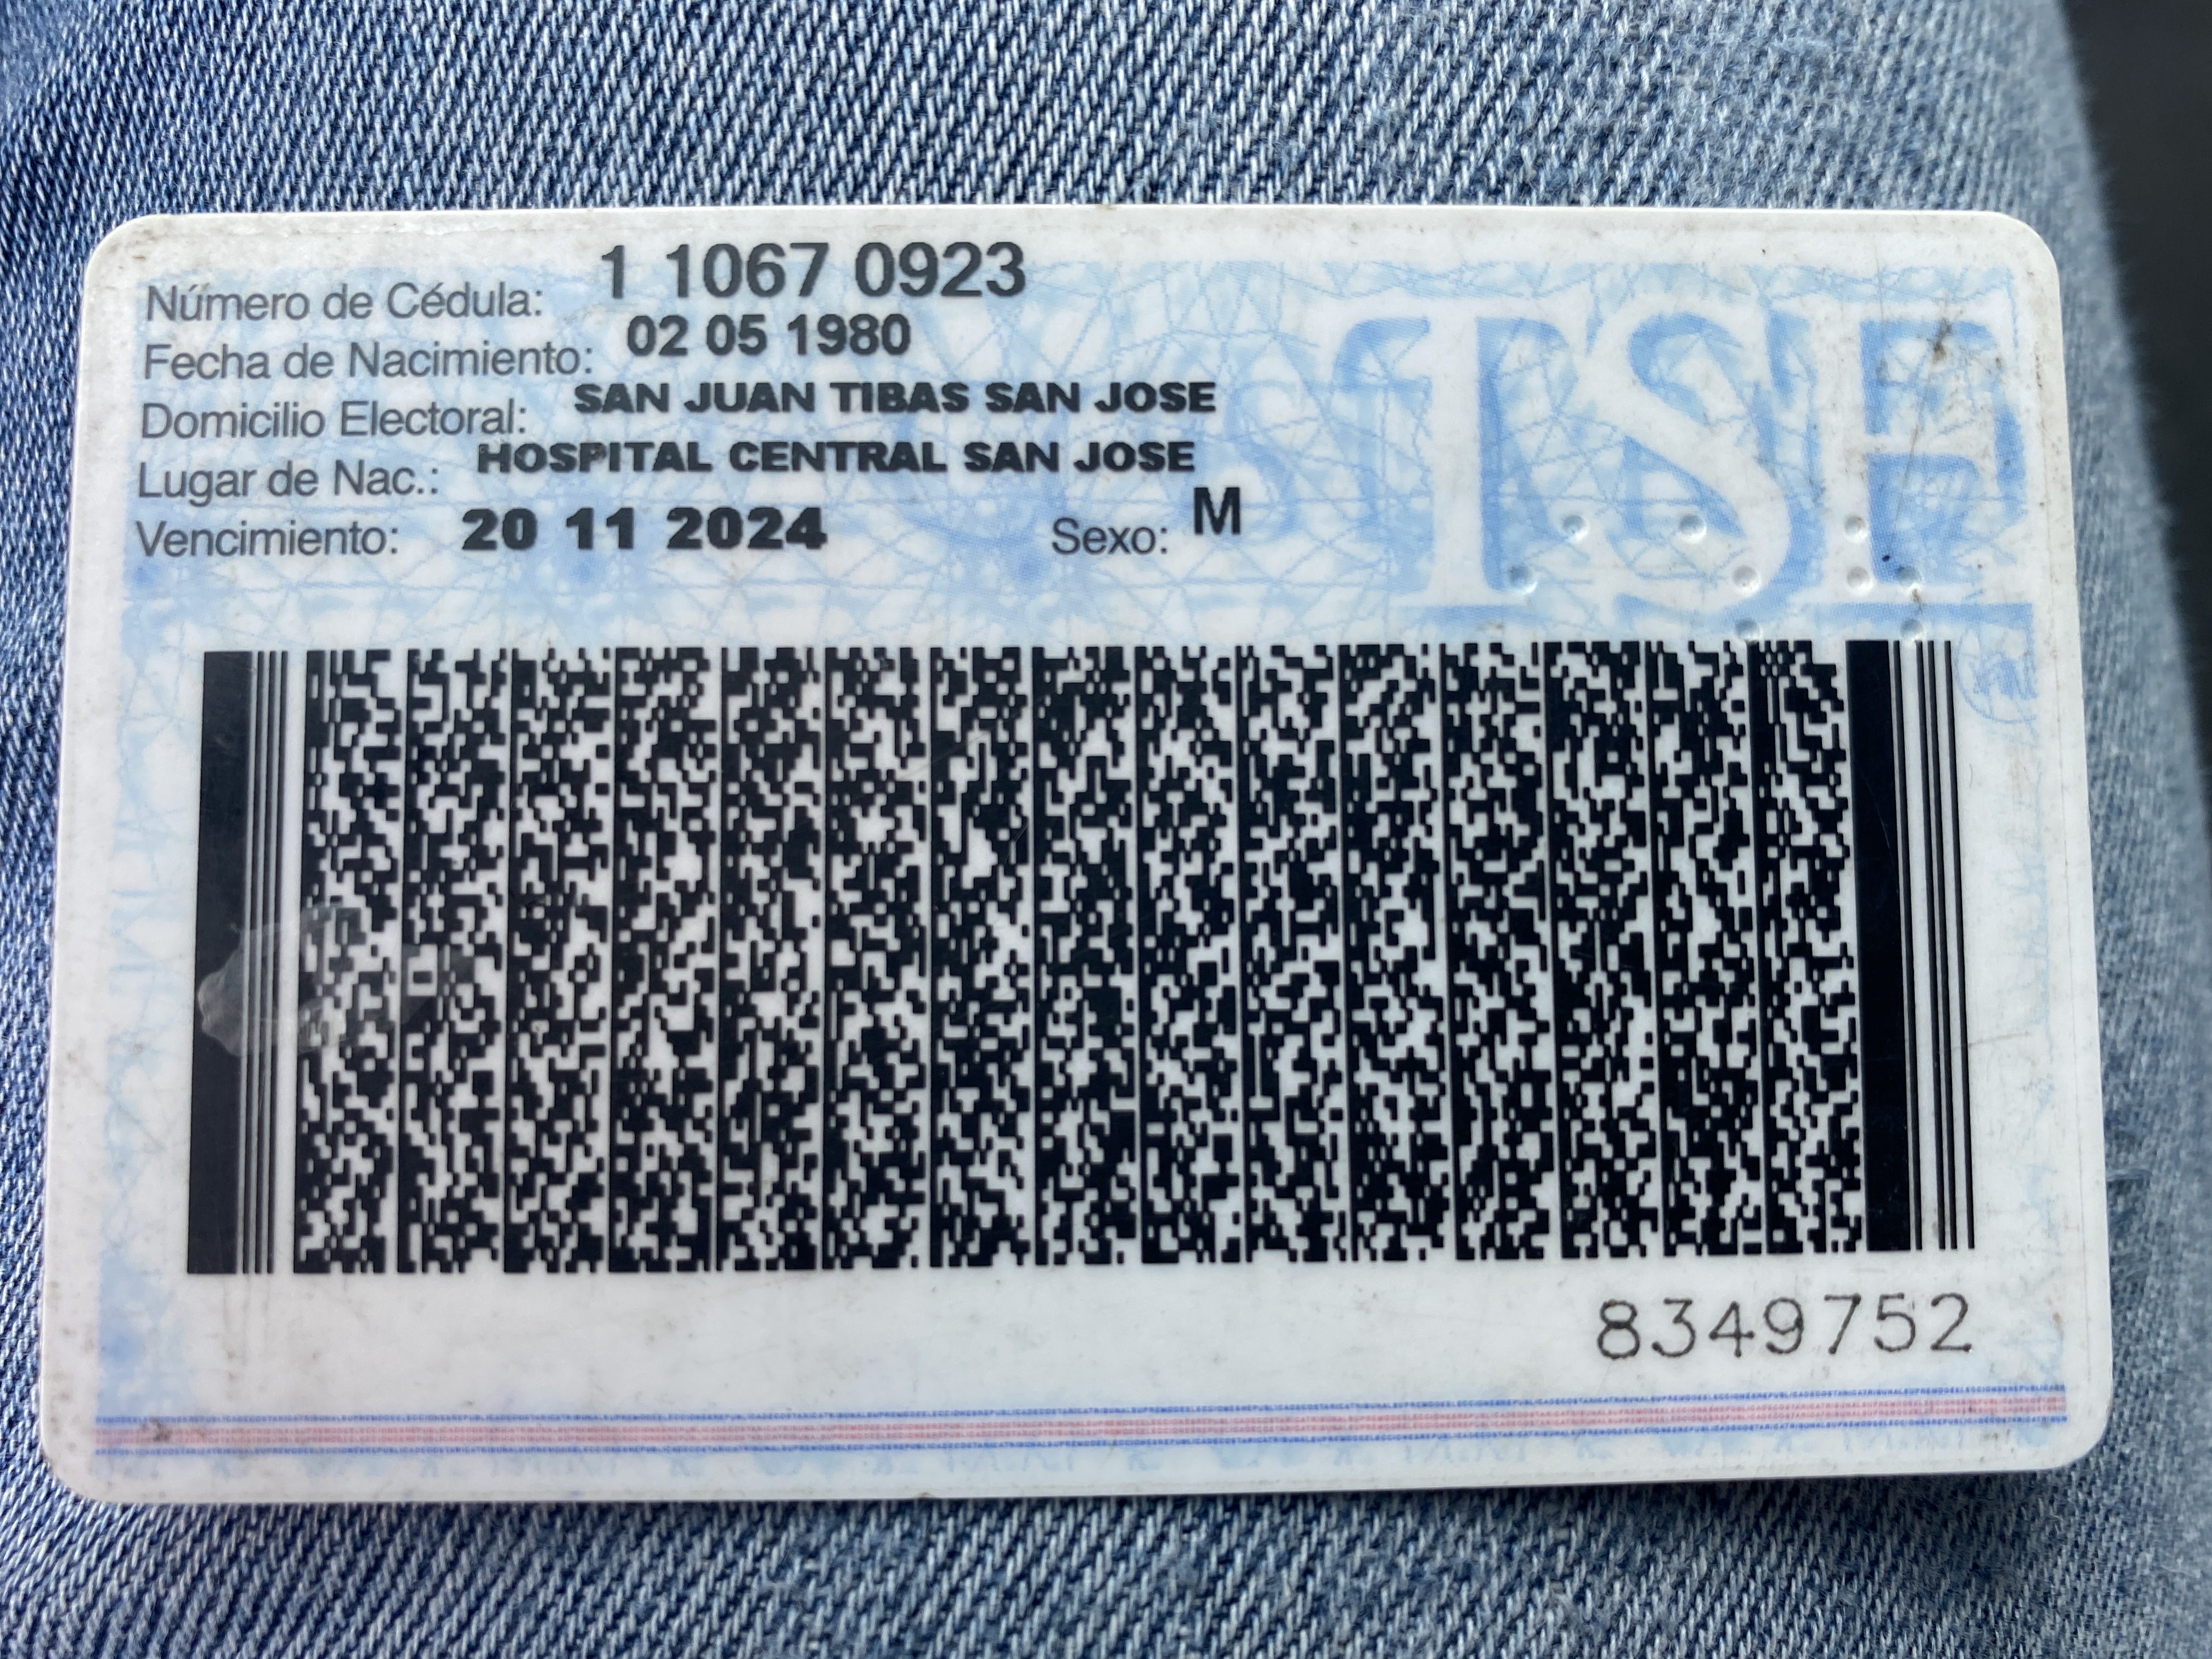 Número de Cédula: 1 1067 0923
Fecha de Nacimiento: 02 05 1980
Domicilio Electoral: SAN JUAN TIBAS SAN JOSE
Lugar de Nac.: HOSPITAL CENTRAL SAN JOSE
Vencimiento: 20 11 2024 Sexo: M
TSE
8349752